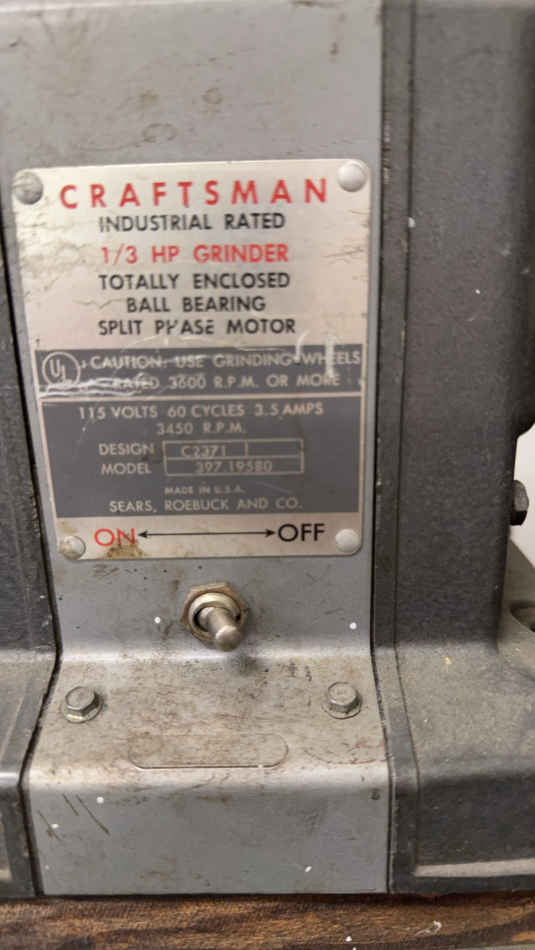 CRAFTSMAN
INDUSTRIAL RATED
1/3 HP GRINDER
TOTALLY ENCLOSED
BALL BEARING
SPLIT PHASE MOTOR
UL
CAUTION: USE GRINDING WHEELS
RATED 3600 R.P.M. OR MORE
115 VOLTS 60 CYCLES 3.5 AMPS
3450 R.P.M.
DESIGN C2371
MODEL 397.19580
MADE IN U.S.A.
SEARS, ROEBUCK AND CO.
ON OFF